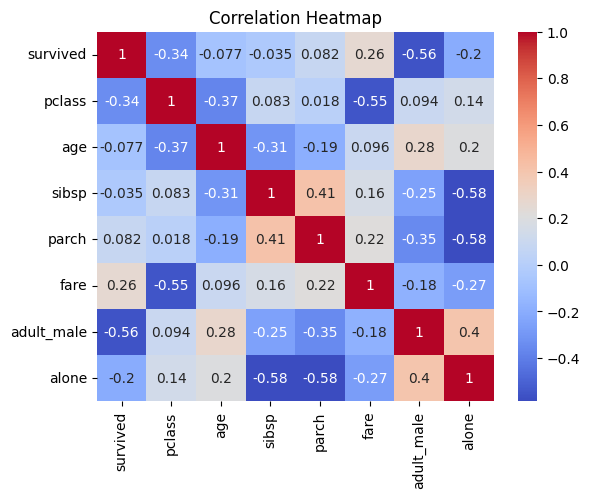 Correlation Heatmap
survived 1 -0.34 -0.077 -0.035 0.082 0.26 -0.56 -0.2
pclass -0.34 1 -0.37 0.083 0.018 -0.55 0.094 0.14
age -0.077 -0.37 1 -0.31 -0.19 0.096 0.28 0.2
sibsp -0.035 0.083 -0.31 1 0.41 0.16 -0.25 -0.58
parch 0.082 0.018 -0.19 0.41 1 0.22 -0.35 -0.58
fare 0.26 -0.55 0.096 0.16 0.22 1 -0.18 -0.27
adult_male -0.56 0.094 0.28 -0.25 -0.35 -0.18 1 0.4
alone -0.2 0.14 0.2 -0.58 -0.58 -0.27 0.4 1
survived pclass age sibsp parch fare adult_male alone
1.0
0.8
0.6
0.4
0.2
0.0
−0.2
−0.4